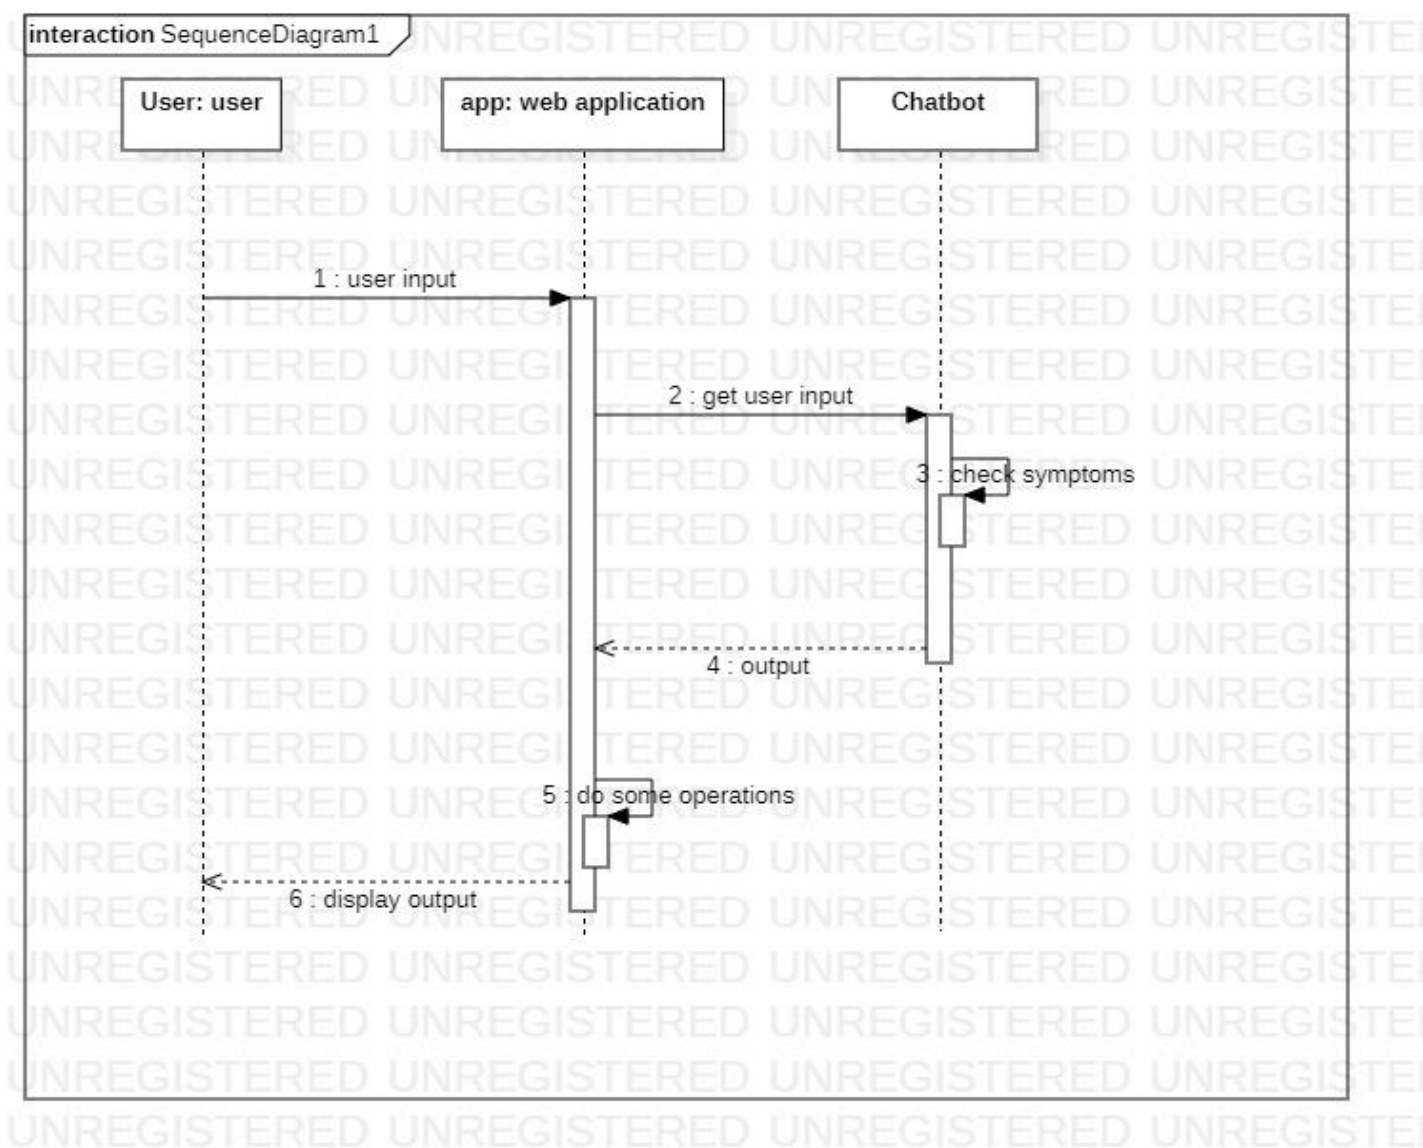 interaction SequenceDiagram1
User: user
app: web application
Chatbot
1 : user input
2 : get user input
3 : check symptoms
4 : output
5 : do some operations
6 : display output
UNREGISTERED UNREGISTERED UNREGISTERED UNREGISTE